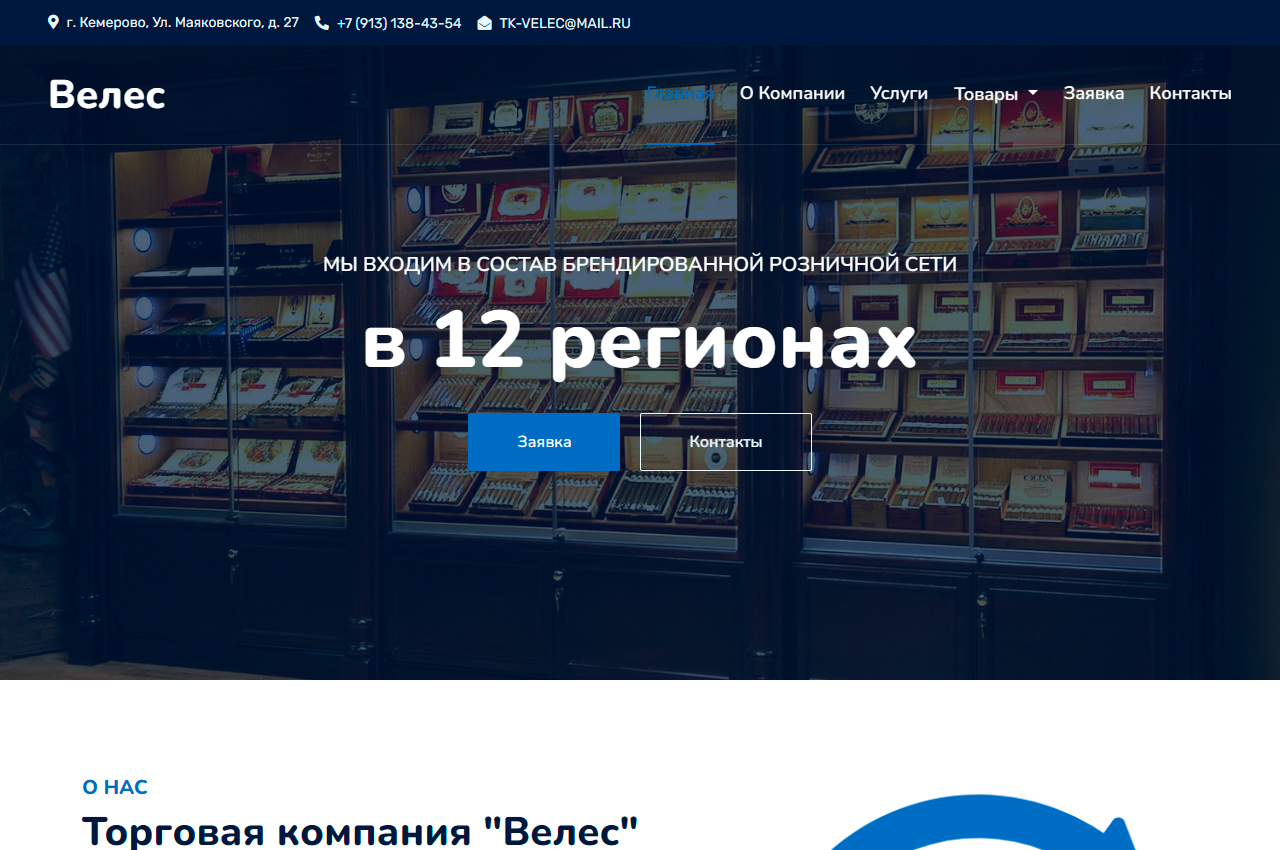 г. Кемерово, Ул. Маяковского, д. 27 +7 (913) 138-43-54 TK-VELEC@MAIL.RU
Велес
Главная О Компании Услуги Товары Заявка Контакты
МЫ ВХОДИМ В СОСТАВ БРЕНДИРОВАННОЙ РОЗНИЧНОЙ СЕТИ
в 12 регионах
Заявка Контакты
О НАС
Торговая компания "Велес"